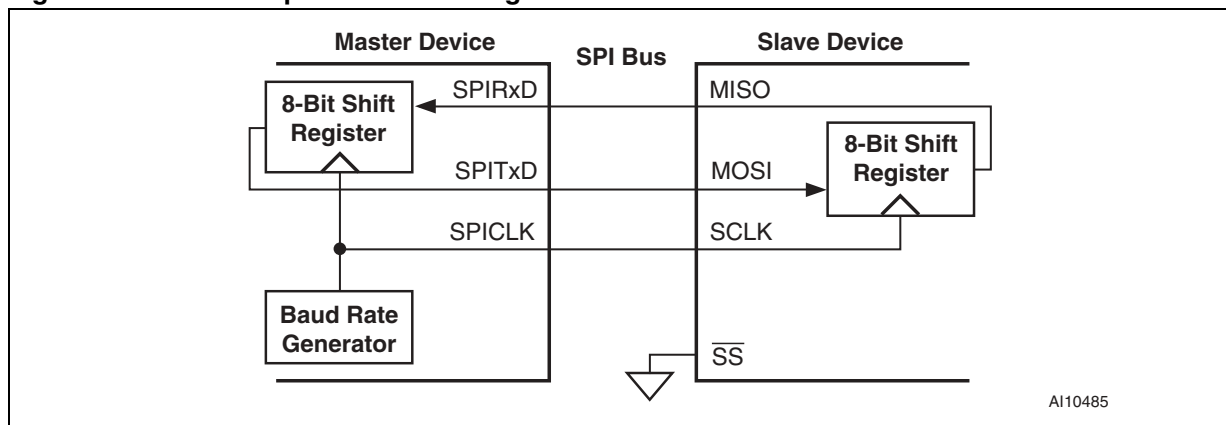 Master Device
SPI Bus
Slave Device
8-Bit Shift
Register
SPIRxD
MISO
8-Bit Shift
Register
SPITxD
MOSI
SPICLK
SCLK
Baud Rate
Generator
SS
AI10485